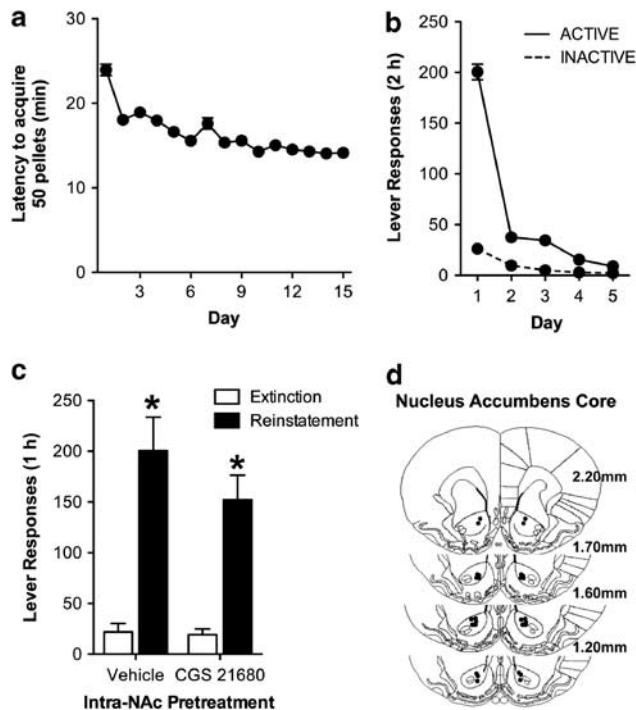 a
Latency to acquire
50 pellets (min)
30
20
10
0
3
6
9
12
15
Day
b
ACTIVE
INACTIVE
Lever Responses (2 h)
250
200
150
100
50
0
1
2
3
4
5
Day
c
Extinction
Reinstatement
Lever Responses (1 h)
250
200
150
100
50
0
*
*
Vehicle
CGS 21680
Intra-NAc Pretreatment
d
Nucleus Accumbens Core
2.20mm
1.70mm
1.60mm
1.20mm